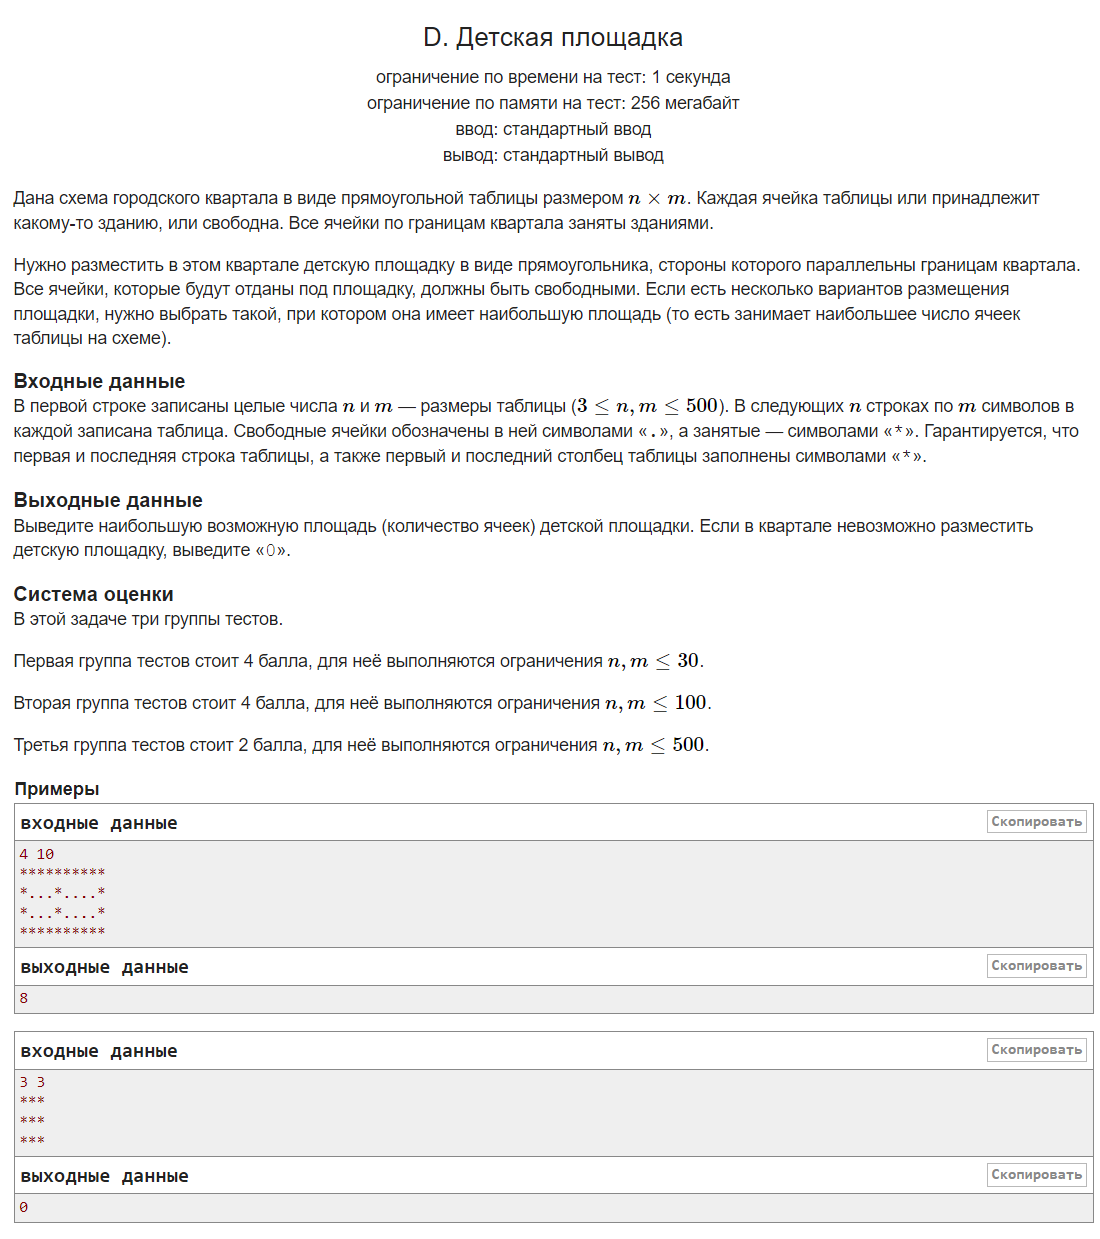 D. Детская площадка
ограничение по времени на тест: 1 секунда
ограничение по памяти на тест: 256 мегабайт
ввод: стандартный ввод
вывод: стандартный вывод
Дана схема городского квартала в виде прямоугольной таблицы размером n × m. Каждая ячейка таблицы или принадлежит
какому-то зданию, или свободна. Все ячейки по границам квартала заняты зданиями.
Нужно разместить в этом квартале детскую площадку в виде прямоугольника, стороны которого параллельны границам квартала.
Все ячейки, которые будут отданы под площадку, должны быть свободными. Если есть несколько вариантов размещения
площадки, нужно выбрать такой, при котором она имеет наибольшую площадь (то есть занимает наибольшее число ячеек
таблицы на схеме).
Входные данные
В первой строке записаны целые числа n и m — размеры таблицы (3 ≤ n, m ≤ 500). В следующих n строках по m символов в
каждой записана таблица. Свободные ячейки обозначены в ней символами «.», а занятые — символами «*». Гарантируется, что
первая и последняя строка таблицы, а также первый и последний столбец таблицы заполнены символами «*».
Выходные данные
Выведите наибольшую возможную площадь (количество ячеек) детской площадки. Если в квартале невозможно разместить
детскую площадку, выведите «0».
Система оценки
В этой задаче три группы тестов.
Первая группа тестов стоит 4 балла, для неё выполняются ограничения n, m ≤ 30.
Вторая группа тестов стоит 4 балла, для неё выполняются ограничения n, m ≤ 100.
Третья группа тестов стоит 2 балла, для неё выполняются ограничения n, m ≤ 500.
Примеры
входные данные Скопировать
4 10
**********
*...*....*
*...*....*
**********
выходные данные Скопировать
8
входные данные Скопировать
3 3
***
***
***
выходные данные Скопировать
0